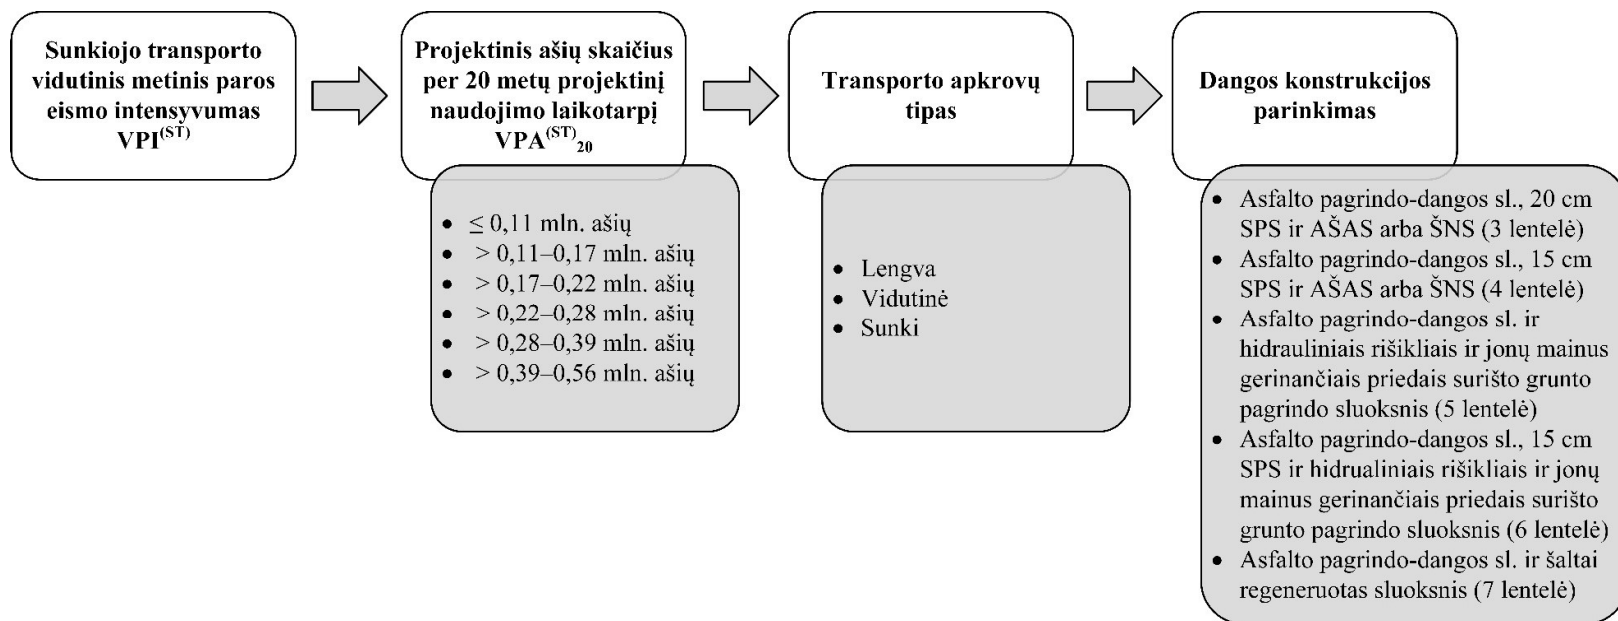 Sunkiojo transporto
vidutinis metinis paros
eismo intensyvumas
VPI(ST)
Projektinis ašių skaičius
per 20 metų projektinį
naudojimo laikotarpį
VPA(ST)20
Transporto apkrovų
tipas
Dangos konstrukcijos
parinkimas
• ≤ 0,11 mln. ašių
• > 0,11–0,17 mln. ašių
• > 0,17–0,22 mln. ašių
• > 0,22–0,28 mln. ašių
• > 0,28–0,39 mln. ašių
• > 0,39–0,56 mln. ašių
• Lengva
• Vidutinė
• Sunki
• Asfalto pagrindo-dangos sl., 20 cm
SPS ir AŠAS arba ŠNS (3 lentelė)
• Asfalto pagrindo-dangos sl., 15 cm
SPS ir AŠAS arba ŠNS (4 lentelė)
• Asfalto pagrindo-dangos sl. ir
hidrauliniais rišikliais ir jonų mainus
gerinančiais priedais surišto grunto
pagrindo sluoksnis (5 lentelė)
• Asfalto pagrindo-dangos sl., 15 cm
SPS ir hidrualiniais rišikliais ir jonų
mainus gerinančiais priedais surišto
grunto pagrindo sluoksnis (6 lentelė)
• Asfalto pagrindo-dangos sl. ir šaltai
regeneruotas sluoksnis (7 lentelė)